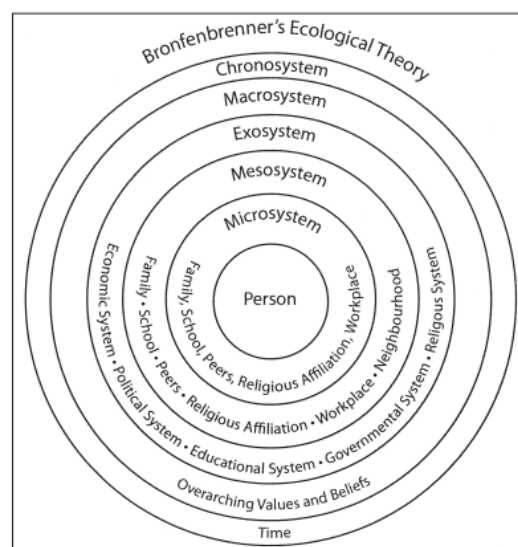 Bronfenbrenner's Ecological Theory
Chronosystem
Macrosystem
Exosystem
Mesosystem
Microsystem
Person
Family, School, Peers, Religious Affiliation, Workplace
Family • School • Peers • Religious Affiliation • Workplace • Neighbourhood
Economic System • Political System • Educational System • Governmental System • Religous System
Overarching Values and Beliefs
Time